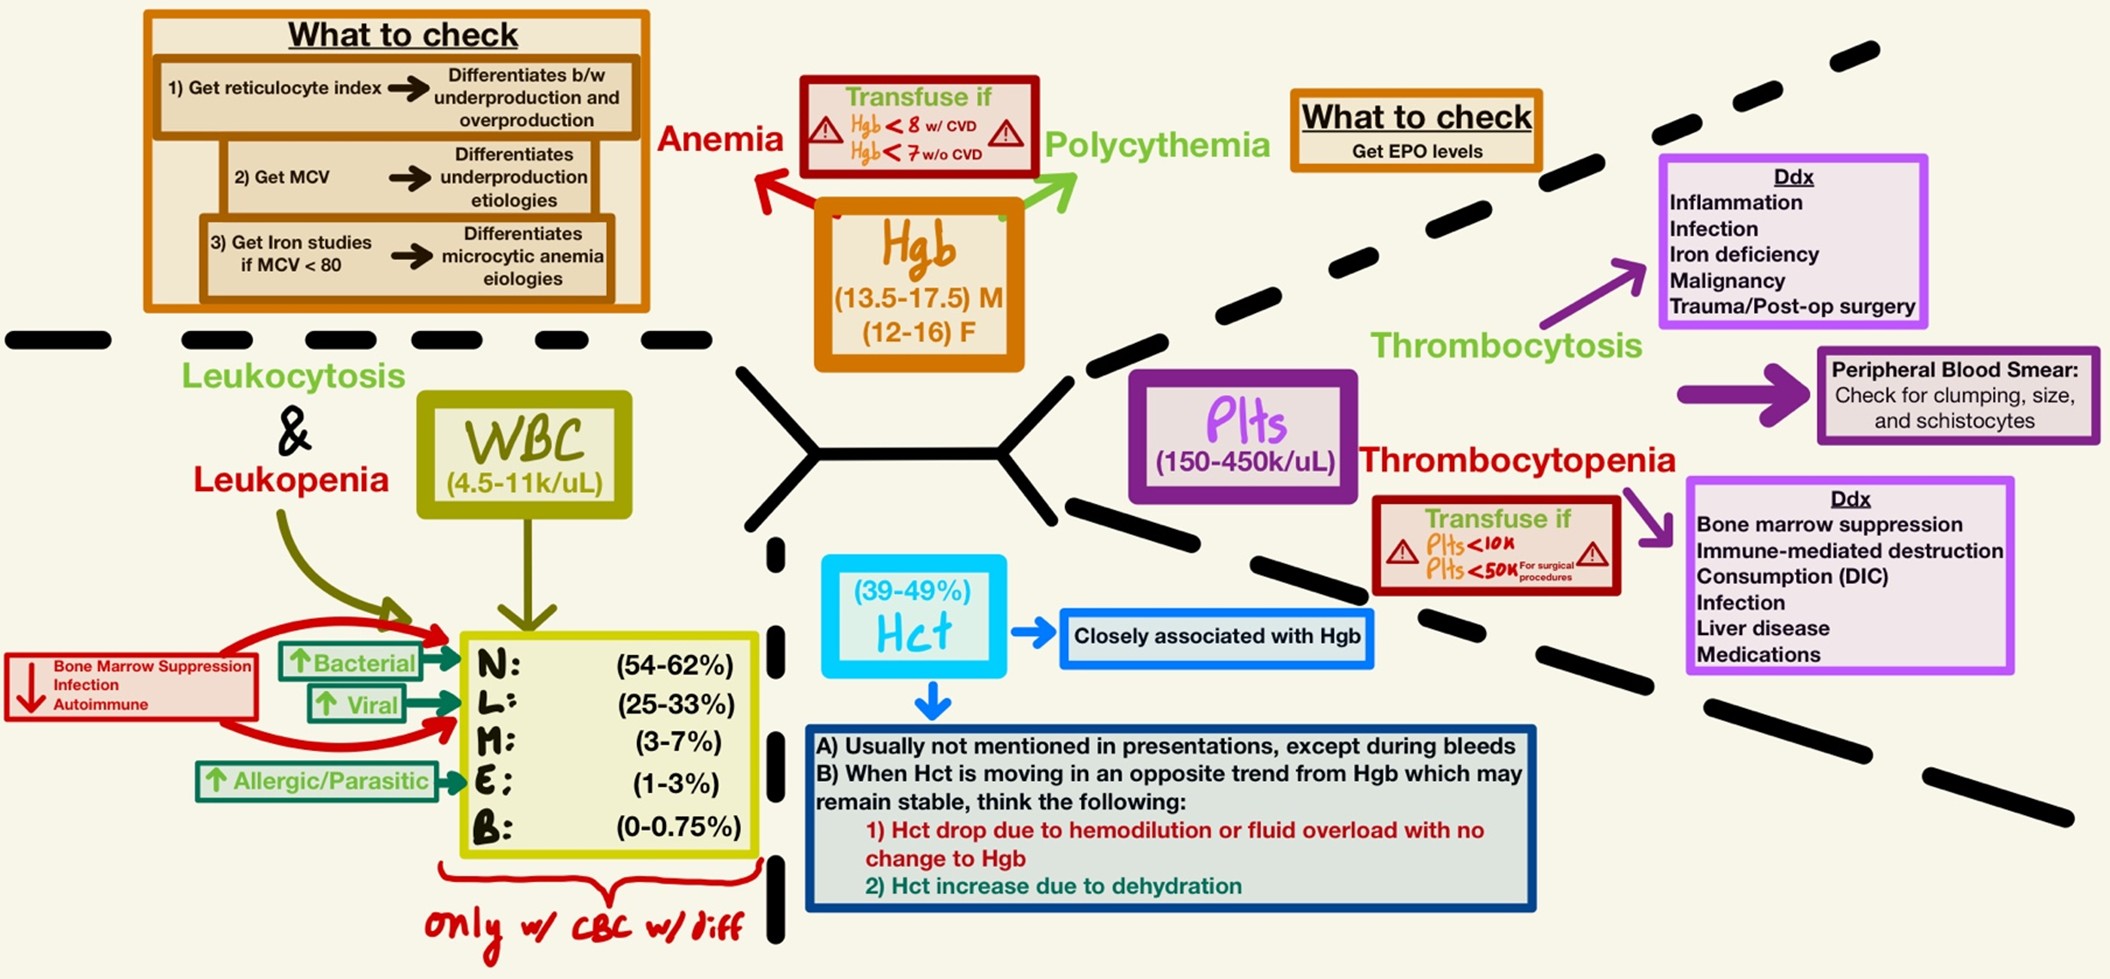 What to check
1) Get reticulocyte index
Differentiates b/w
underproduction and
overproduction
2) Get MCV
Differentiates
underproduction
etiologies
3) Get Iron studies
if MCV < 80
Differentiates
microcytic anemia
eiologies
Anemia
Transfuse if
Hgb < 8 w/ CVD
Hgb < 7 w/o CVD
Polycythemia
What to check
Get EPO levels
Hgb
(13.5-17.5) M
(12-16) F
Leukocytosis
&
Leukopenia
WBC
(4.5-11k/uL)
Bone Marrow Suppression
Infection
Autoimmune
↑Bacterial
↑ Viral
↑ Allergic/Parasitic
N: (54-62%)
L: (25-33%)
M: (3-7%)
E: (1-3%)
B: (0-0.75%)
only w/ CBC w/ diff
(39-49%)
Hct
Closely associated with Hgb
A) Usually not mentioned in presentations, except during bleeds
B) When Hct is moving in an opposite trend from Hgb which may
remain stable, think the following:
1) Hct drop due to hemodilution or fluid overload with no
change to Hgb
2) Hct increase due to dehydration
Plts
(150-450k/uL)
Thrombocytosis
Ddx
Inflammation
Infection
Iron deficiency
Malignancy
Trauma/Post-op surgery
Peripheral Blood Smear:
Check for clumping, size,
and schistocytes
Thrombocytopenia
Transfuse if
Plts <10K
Plts <50K For surgical
procedures
Ddx
Bone marrow suppression
Immune-mediated destruction
Consumption (DIC)
Infection
Liver disease
Medications